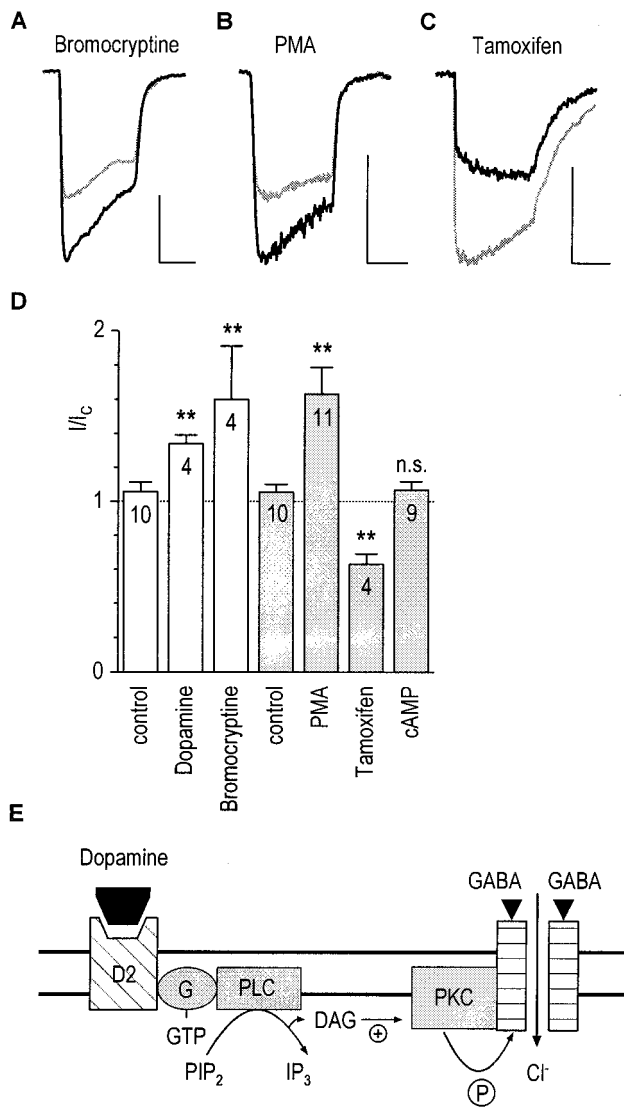 A
B
C
Bromocryptine
PMA
Tamoxifen
D
2
1
0
I/I_C
**
**
**
n.s.
**
10
4
4
10
11
4
9
control
Dopamine
Bromocryptine
control
PMA
Tamoxifen
cAMP
E
Dopamine
GABA
GABA
D2
G
PLC
PKC
GTP
DAG
+
PIP₂
IP₃
P
Cl⁻